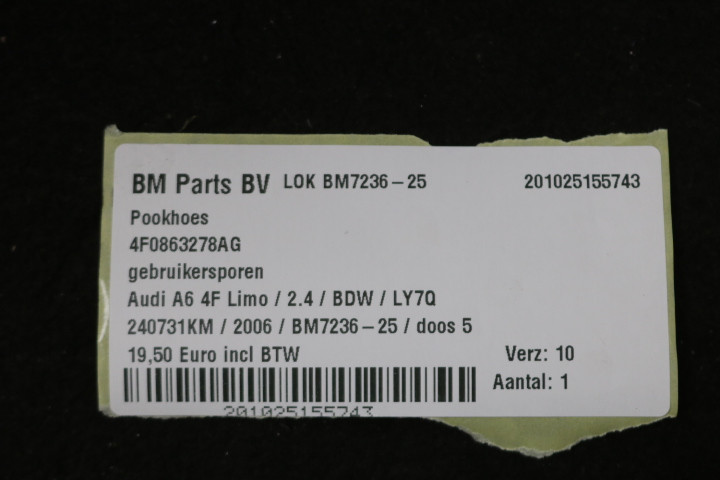 BM Parts BV LOK BM7236-25 201025155743
Pookhoes
4F0863278AG
gebruikersporen
Audi A6 4F Limo / 2.4 / BDW / LY7Q
240731KM / 2006 / BM7236-25 / doos 5
19,50 Euro incl BTW Verz: 10
Aantal: 1
201025155743